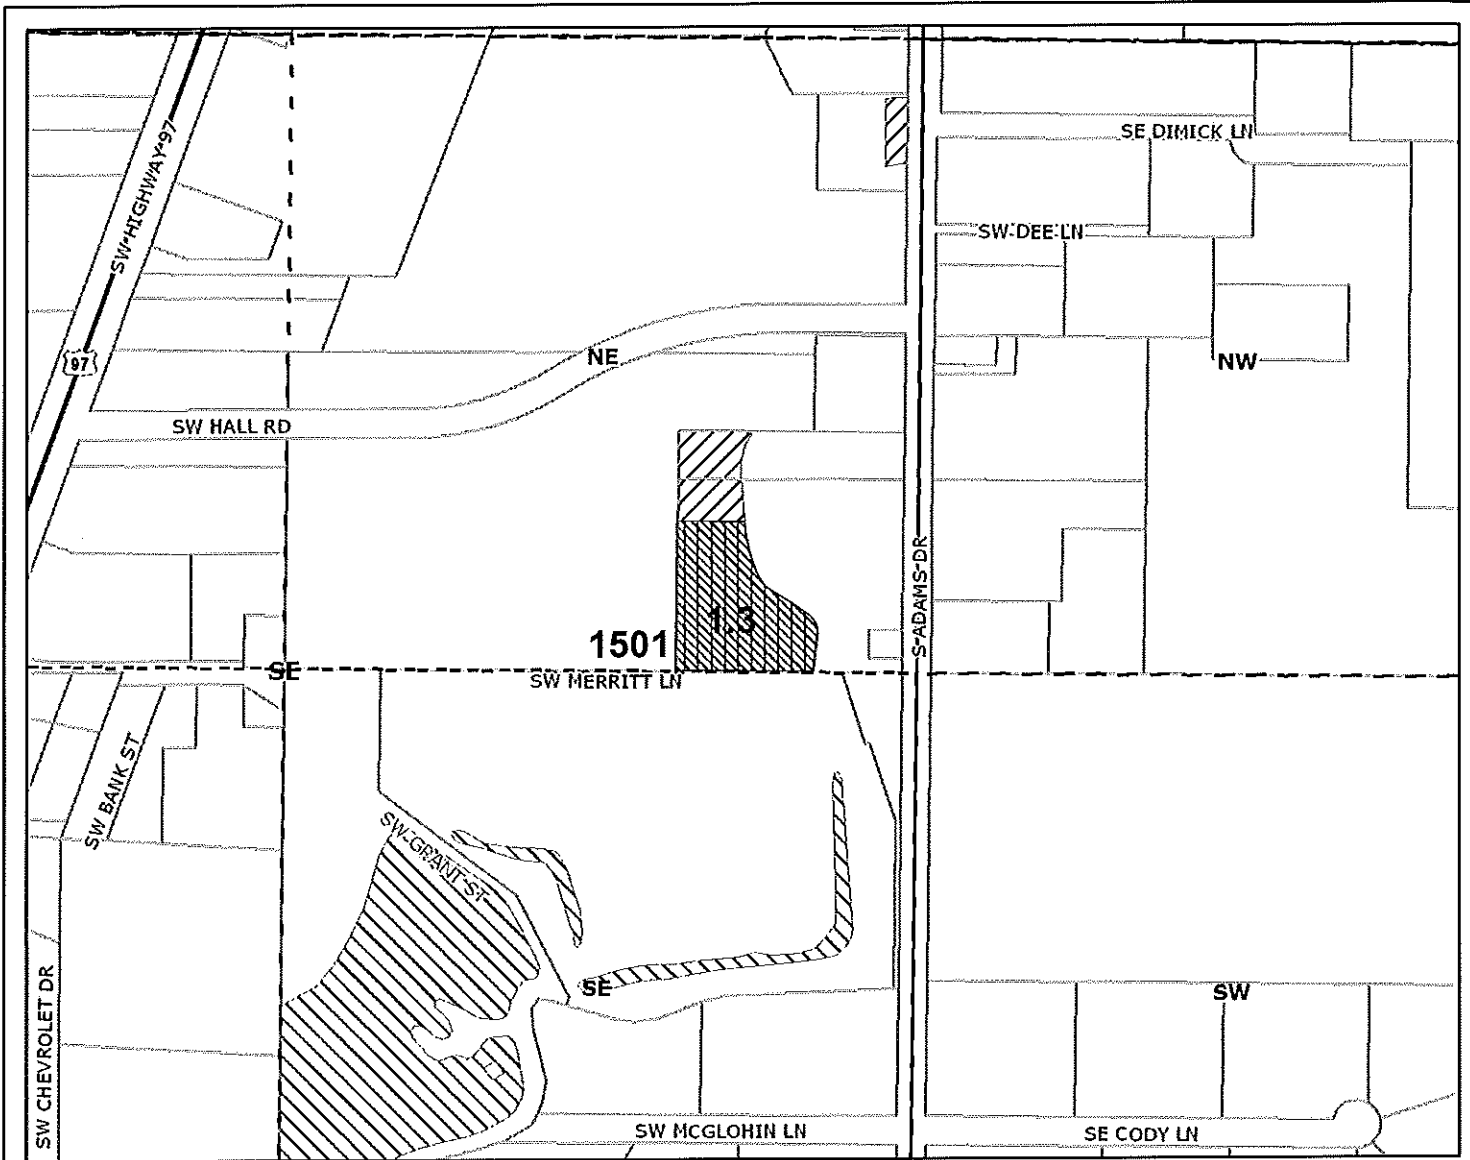 SW HIGHWAY 97
SE DIMICK LN
SW DEE LN
97
NE
NW
SW HALL RD
S ADAMS DR
1.3
1501
SE
SW MERRITT LN
SW BANK ST
SW GRANT ST
SE
SW
SW CHEVROLET DR
SW MCGLOHIN LN
SE CODY LN